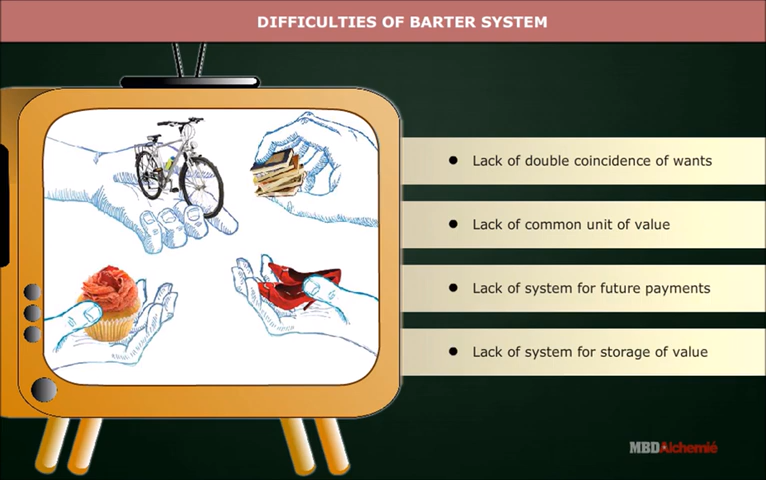 DIFFICULTIES OF BARTER SYSTEM
● Lack of double coincidence of wants
● Lack of common unit of value
● Lack of system for future payments
● Lack of system for storage of value
MBDAlchemié